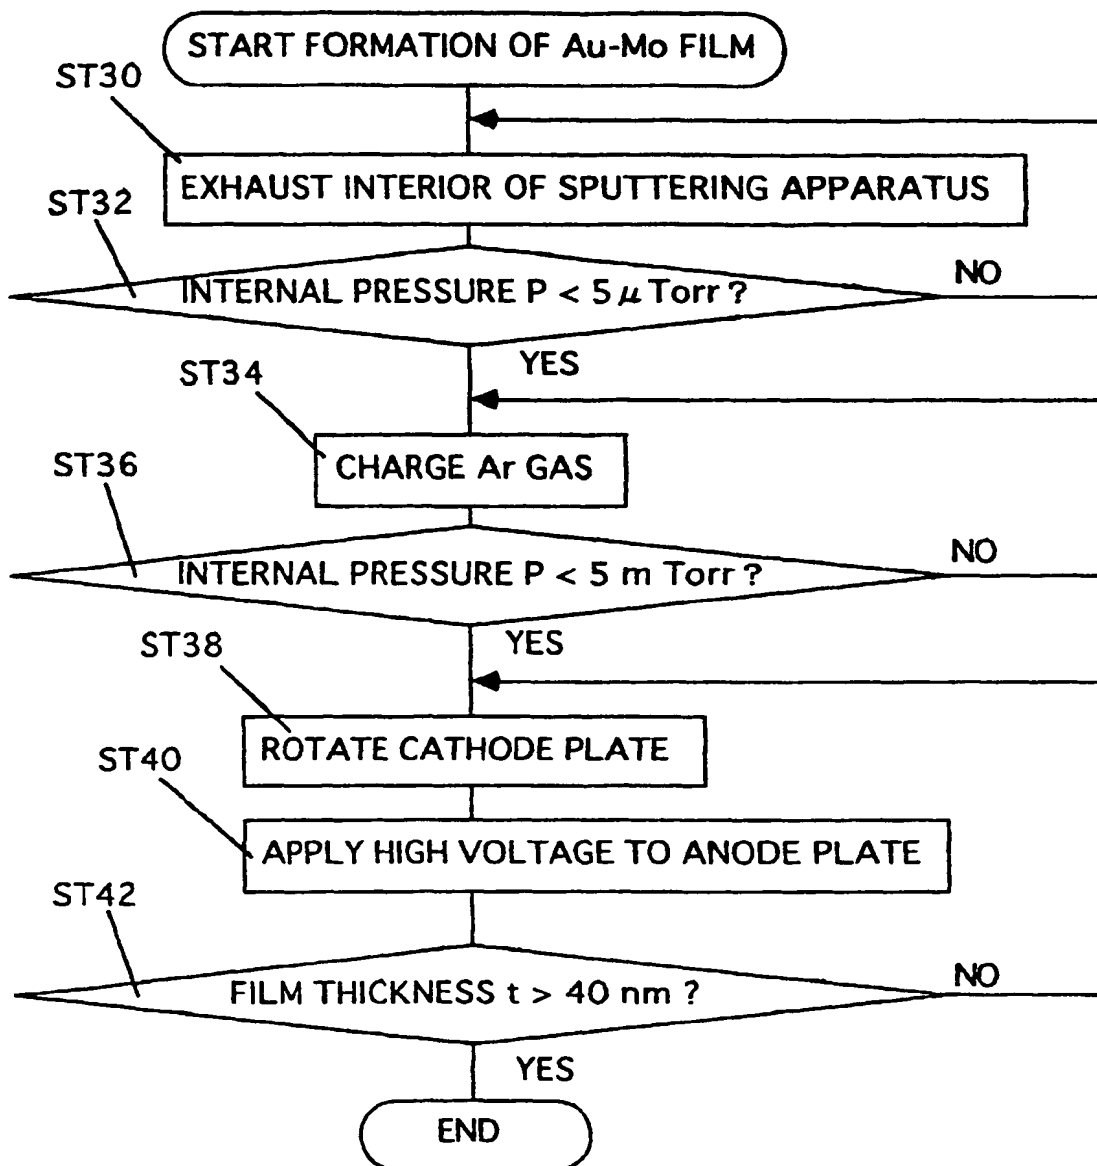 START FORMATION OF Au-Mo FILM
ST30
EXHAUST INTERIOR OF SPUTTERING APPARATUS
ST32
INTERNAL PRESSURE P < 5 μ Torr ?
NO
YES
ST34
CHARGE Ar GAS
ST36
INTERNAL PRESSURE P < 5 m Torr ?
NO
YES
ST38
ROTATE CATHODE PLATE
ST40
APPLY HIGH VOLTAGE TO ANODE PLATE
ST42
FILM THICKNESS t > 40 nm ?
NO
YES
END